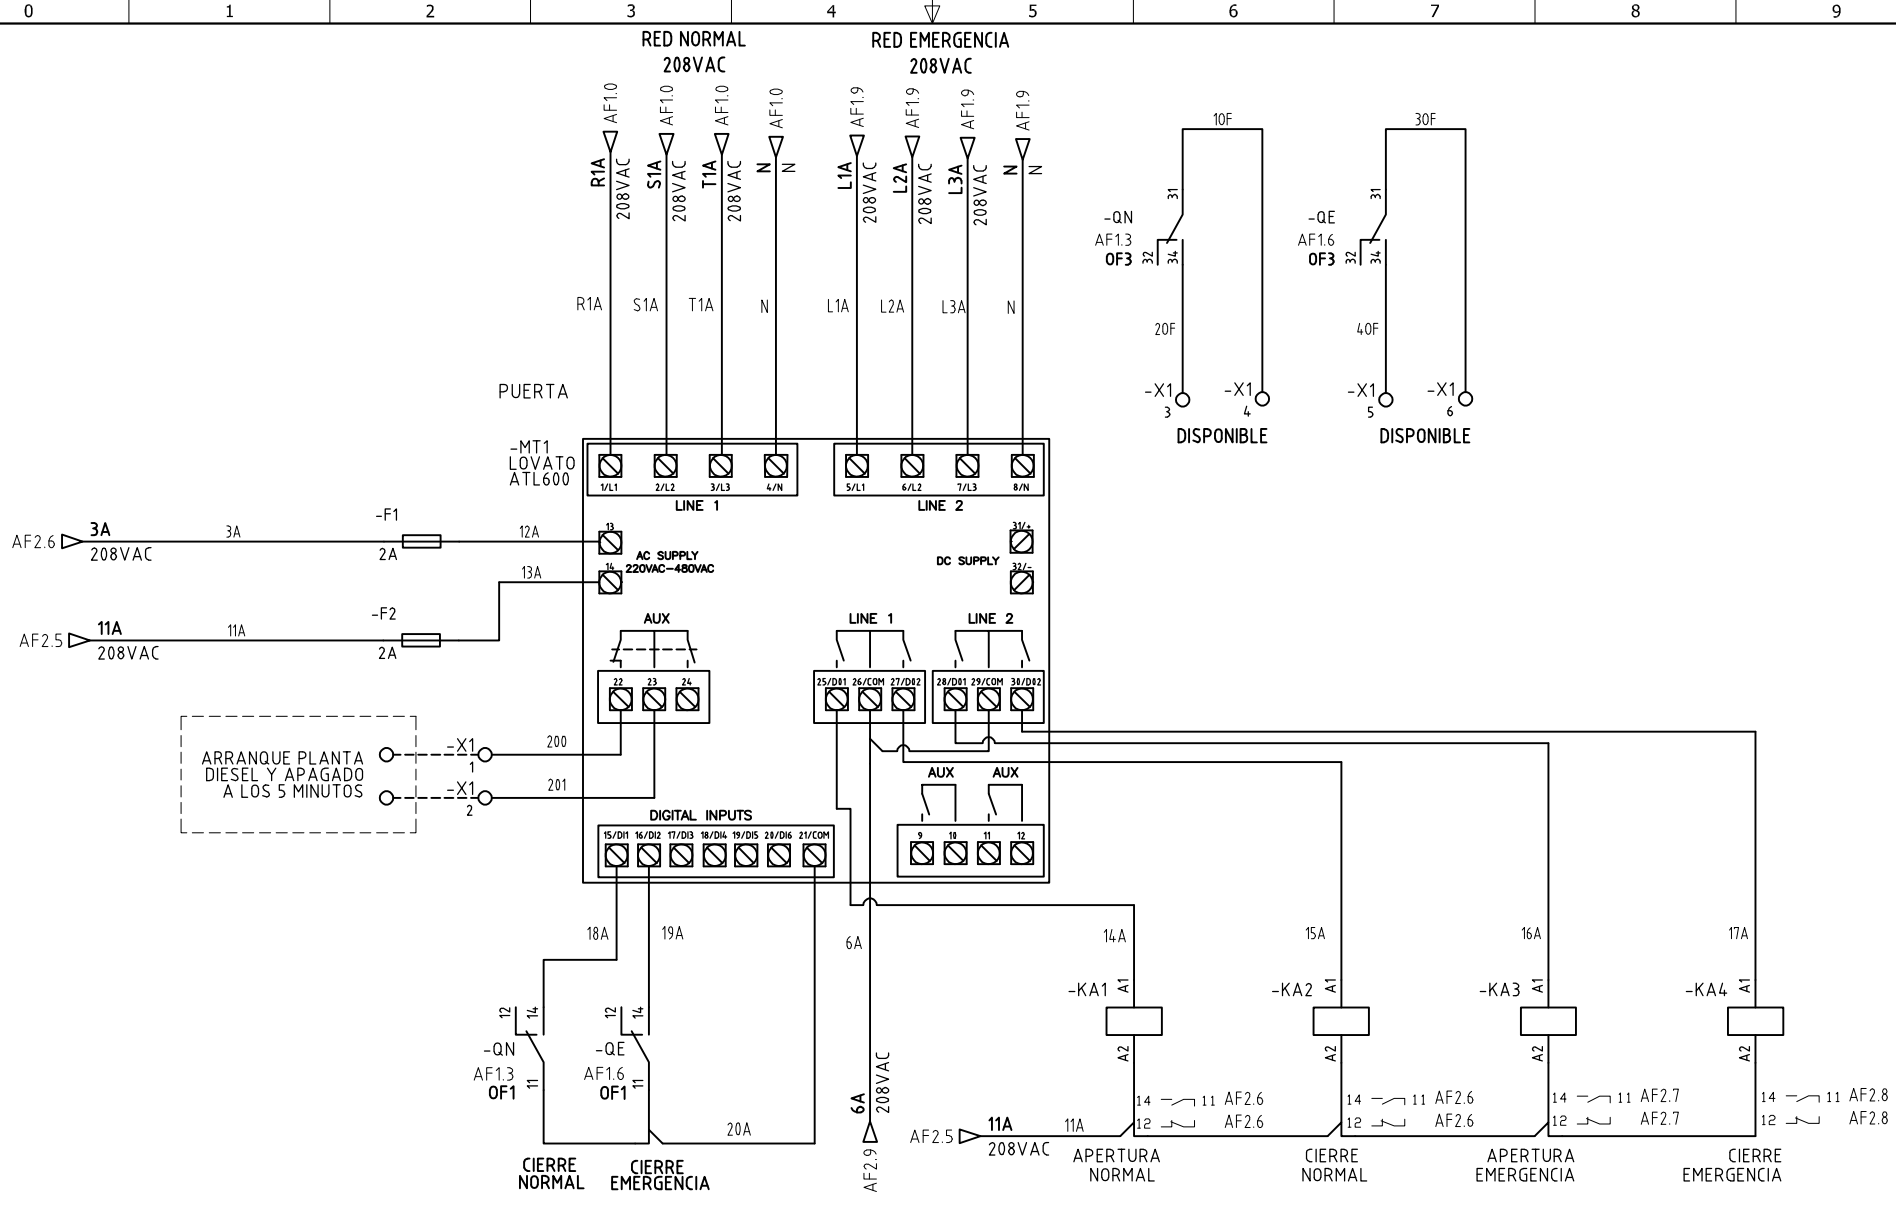 0 1 2 3 4 5 6 7 8 9
RED NORMAL
208VAC
RED EMERGENCIA
208VAC
AF1.0 AF1.0 AF1.0 AF1.0 AF1.9 AF1.9 AF1.9 AF1.9
R1A 208VAC S1A 208VAC T1A 208VAC N N L1A 208VAC L2A 208VAC L3A 208VAC N N
R1A S1A T1A N L1A L2A L3A N
10F 30F
31 31
-QN
AF1.3
OF3
32 34
-QE
AF1.6
OF3
32 34
20F 40F
-X1 -X1 -X1 -X1
3 4 5 6
DISPONIBLE DISPONIBLE
PUERTA
-MT1
LOVATO
ATL600
1/L1 2/L2 3/L3 4/N 5/L1 6/L2 7/L3 8/N
LINE 1 LINE 2
AF2.6 3A 208VAC 3A -F1 2A 12A 13
14
AC SUPPLY
220VAC-480VAC
31/+
DC SUPPLY
32/-
13A
AF2.5 11A 208VAC 11A -F2 2A
AUX LINE 1 LINE 2
22 23 24 25/DO1 26/COM 27/DO2 28/DO1 29/COM 30/DO2
ARRANQUE PLANTA
DIESEL Y APAGADO
A LOS 5 MINUTOS
-X1 1 200
-X1 2 201
AUX AUX
9 10 11 12
DIGITAL INPUTS
15/DI1 16/DI2 17/DI3 18/DI4 19/DI5 20/DI6 21/COM
18A 19A 6A 14A 15A 16A 17A
12 14
-QN
AF1.3
OF1
11
12 14
-QE
AF1.6
OF1
11
20A
CIERRE
NORMAL
CIERRE
EMERGENCIA
6A 208VAC
AF2.9
-KA1 A1 -KA2 A1 -KA3 A1 -KA4 A1
A2 A2 A2 A2
14 11 AF2.6 14 11 AF2.6 14 11 AF2.7 14 11 AF2.8
12 AF2.6 12 AF2.6 12 AF2.7 12 AF2.8
AF2.5 11A 208VAC 11A
APERTURA
NORMAL
CIERRE
NORMAL
APERTURA
EMERGENCIA
CIERRE
EMERGENCIA